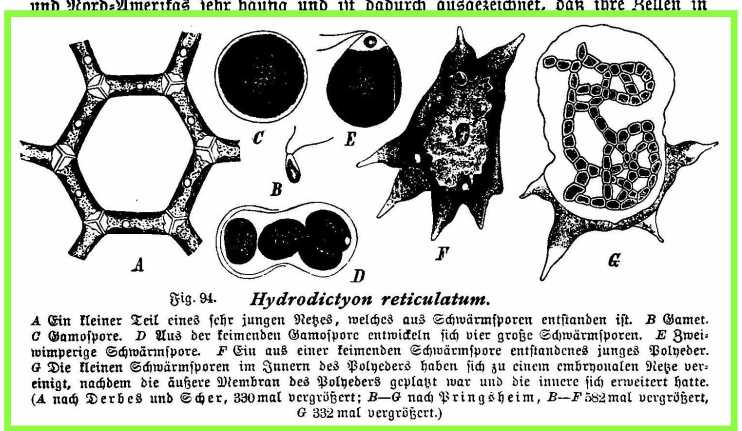 und Nord-Amerikas sehr häufig und ist dadurch ausgezeichnet, daß ihre Zellen in
A
B
C
D
E
F
G
Fig. 94. Hydrodictyon reticulatum.
A Ein kleiner Teil eines sehr jungen Netzes, welches aus Schwärmsporen entstanden ist. B Gamet.
C Gamospore. D Aus der keimenden Gamospore entwickeln sich vier große Schwärmsporen. E Zwei-
wimperige Schwärmspore. F Ein aus einer keimenden Schwärmspore entstandenes junges Polyeder.
G Die kleinen Schwärmsporen im Innern des Polyeders haben sich zu einem embryonalen Netze ver-
einigt, nachdem die äußere Membran des Polyeders geplatzt war und die innere sich erweitert hatte.
(A nach Derbes und Scher, 330 mal vergrößert; B—G nach Pringsheim, B—F 582 mal vergrößert,
G 332 mal vergrößert.)